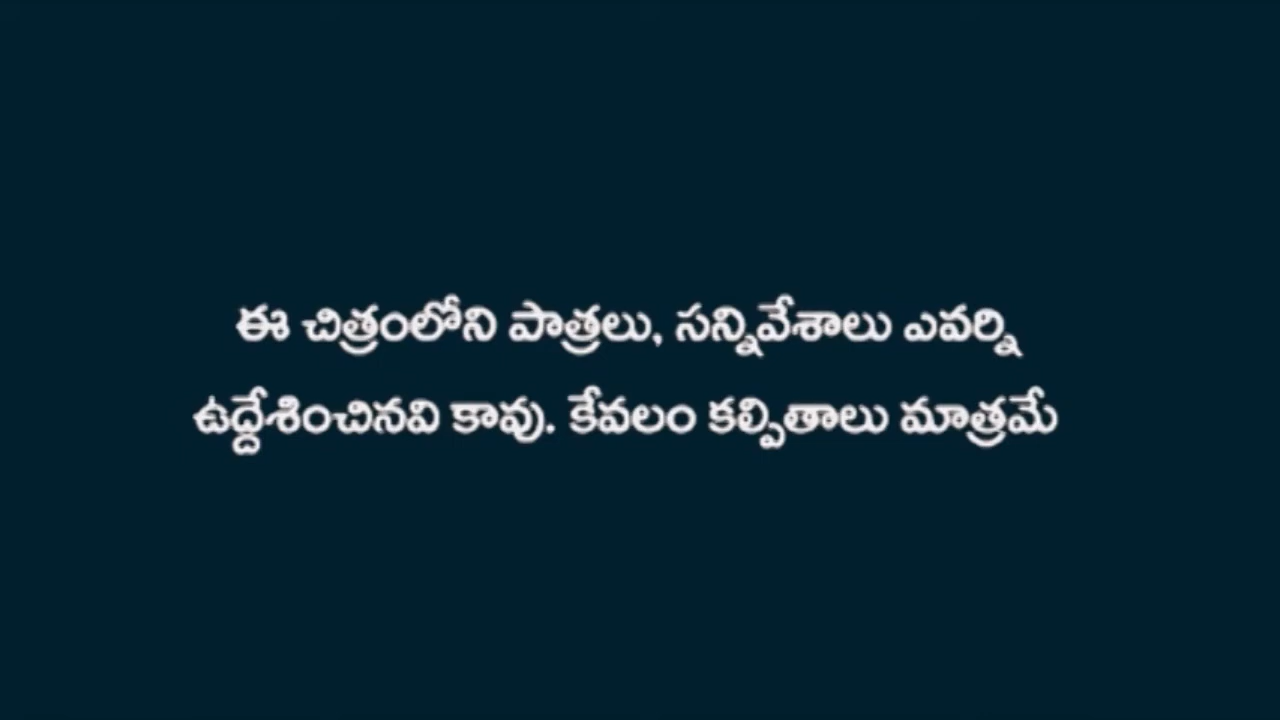 ఈ చిత్రంలోని పాత్రలు, సన్నివేశాలు ఎవర్ని
ఉద్దేశించినవి కావు. కేవలం కల్పితాలు మాత్రమే